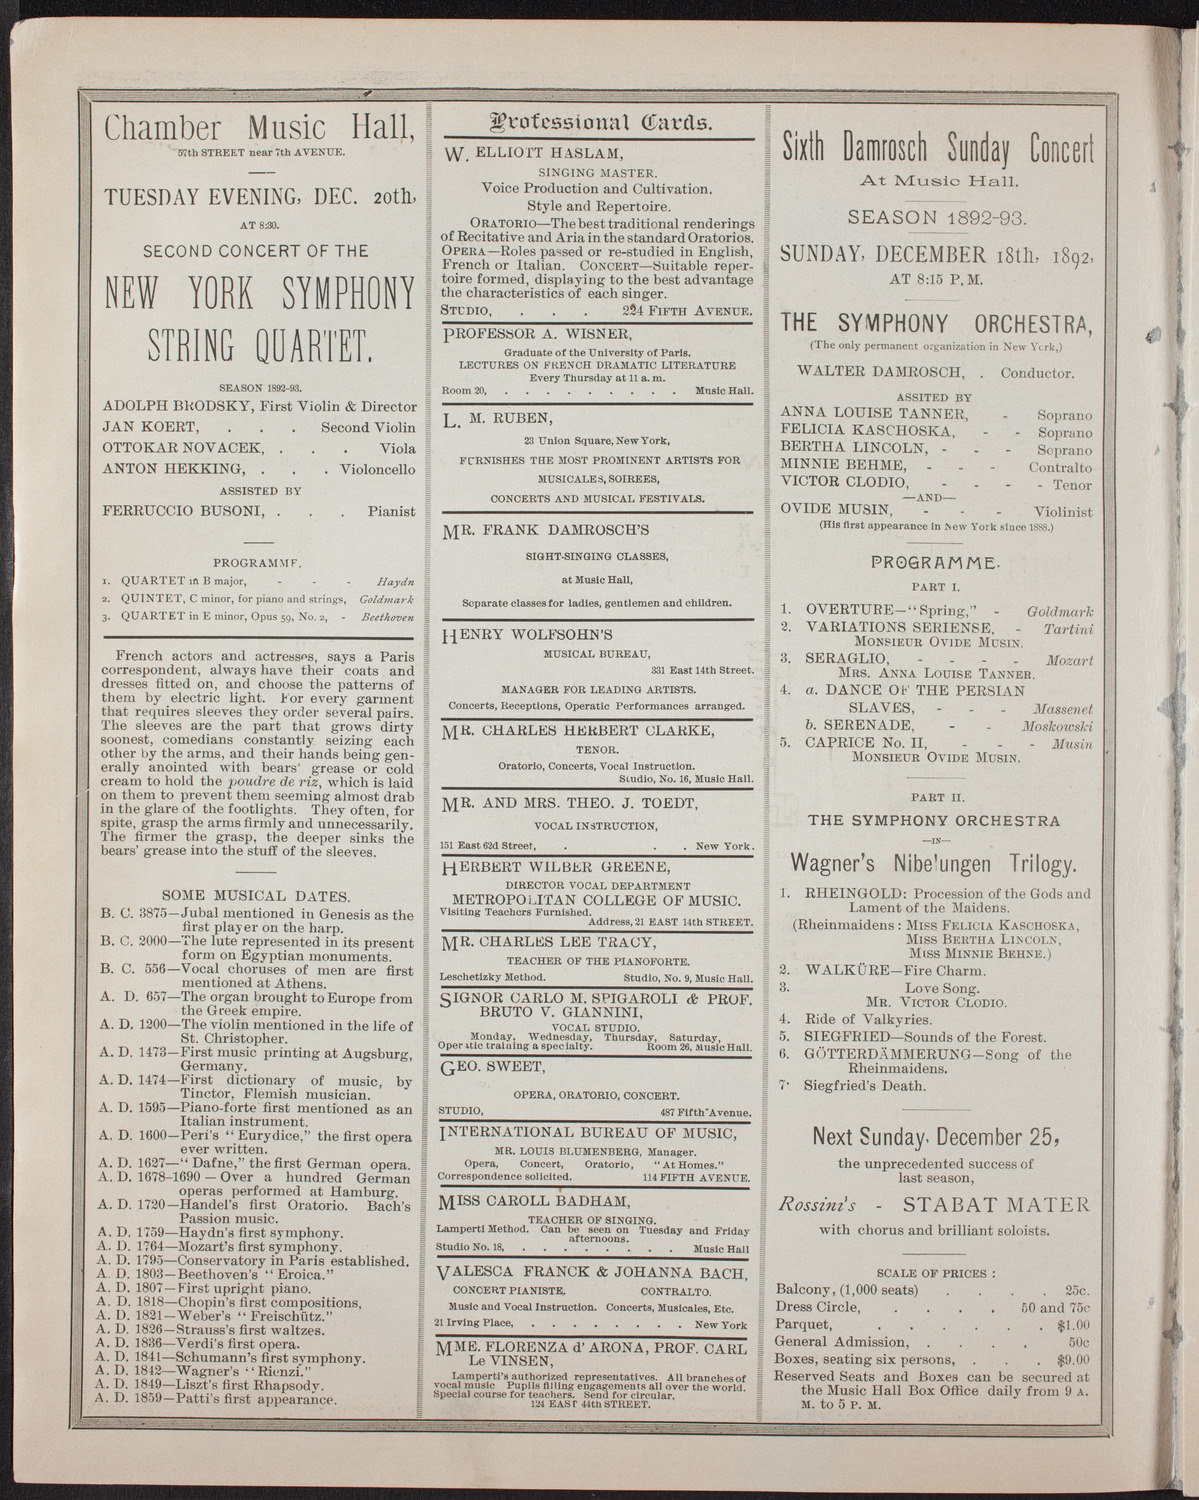 Chamber Music Hall,
57th STREET near 7th AVENUE.
TUESDAY EVENING, DEC. 20th,
AT 8:30.
SECOND CONCERT OF THE
NEW YORK SYMPHONY
STRING QUARTET.
SEASON 1892-93.
ADOLPH BRODSKY, First Violin & Director
JAN KOERT, . . . Second Violin
OTTOKAR NOVACEK, . . . Viola
ANTON HEKKING, . . . Violoncello
ASSISTED BY
FERRUCCIO BUSONI, . . . Pianist
PROGRAMME.
1. QUARTET in B major, - - - Haydn
2. QUINTET, C minor, for piano and strings, Goldmark
3. QUARTET in E minor, Opus 59, No. 2, - Beethoven
French actors and actresses, says a Paris
correspondent, always have their coats and
dresses fitted on, and choose the patterns of
them by electric light. For every garment
that requires sleeves they order several pairs.
The sleeves are the part that grows dirty
soonest, comedians constantly seizing each
other by the arms, and their hands being gen-
erally anointed with bears' grease or cold
cream to hold the poudre de riz, which is laid
on them to prevent them seeming almost drab
in the glare of the footlights. They often, for
spite, grasp the arms firmly and unnecessarily.
The firmer the grasp, the deeper sinks the
bears' grease into the stuff of the sleeves.
SOME MUSICAL DATES.
B. C. 3875—Jubal mentioned in Genesis as the
first player on the harp.
B. C. 2000—The lute represented in its present
form on Egyptian monuments.
B. C. 556—Vocal choruses of men are first
mentioned at Athens.
A. D. 657—The organ brought to Europe from
the Greek empire.
A. D. 1200—The violin mentioned in the life of
St. Christopher.
A. D. 1473—First music printing at Augsburg,
Germany.
A. D. 1474—First dictionary of music, by
Tinctor, Flemish musician.
A. D. 1595—Piano-forte first mentioned as an
Italian instrument.
A. D. 1600—Peri's "Eurydice," the first opera
ever written.
A. D. 1627—"Dafne," the first German opera.
A. D. 1678-1690 — Over a hundred German
operas performed at Hamburg.
A. D. 1720—Handel's first Oratorio. Bach's
Passion music.
A. D. 1759—Haydn's first symphony.
A. D. 1764—Mozart's first symphony.
A. D. 1795—Conservatory in Paris established.
A. D. 1803—Beethoven's "Eroica."
A. D. 1807—First upright piano.
A. D. 1818—Chopin's first compositions,
A. D. 1821—Weber's "Freischütz."
A. D. 1826—Strauss's first waltzes.
A. D. 1836—Verdi's first opera.
A. D. 1841—Schumann's first symphony.
A. D. 1842—Wagner's "Rienzi."
A. D. 1849—Liszt's first Rhapsody.
A. D. 1859—Patti's first appearance.
Professional Cards.
W. ELLIOTT HASLAM,
SINGING MASTER.
Voice Production and Cultivation.
Style and Repertoire.
ORATORIO—The best traditional renderings
of Recitative and Aria in the standard Oratorios.
OPERA—Roles passed or re-studied in English,
French or Italian. CONCERT—Suitable reper-
toire formed, displaying to the best advantage
the characteristics of each singer.
STUDIO, . . . 224 FIFTH AVENUE.
PROFESSOR A. WISNER,
Graduate of the University of Paris.
LECTURES ON FRENCH DRAMATIC LITERATURE
Every Thursday at 11 a. m.
Room 20, . . . . . . . . . Music Hall.
L. M. RUBEN,
23 Union Square, New York,
FURNISHES THE MOST PROMINENT ARTISTS FOR
MUSICALES, SOIREES,
CONCERTS AND MUSICAL FESTIVALS.
MR. FRANK DAMROSCH'S
SIGHT-SINGING CLASSES,
at Music Hall,
Separate classes for ladies, gentlemen and children.
HENRY WOLFSOHN'S
MUSICAL BUREAU,
331 East 14th Street.
MANAGER FOR LEADING ARTISTS.
Concerts, Receptions, Operatic Performances arranged.
MR. CHARLES HERBERT CLARKE,
TENOR.
Oratorio, Concerts, Vocal Instruction.
Studio, No. 16, Music Hall.
MR. AND MRS. THEO. J. TOEDT,
VOCAL INSTRUCTION,
151 East 62d Street, . . . New York.
HERBERT WILBER GREENE,
DIRECTOR VOCAL DEPARTMENT
METROPOLITAN COLLEGE OF MUSIC.
Visiting Teachers Furnished.
Address, 21 EAST 14th STREET.
MR. CHARLES LEE TRACY,
TEACHER OF THE PIANOFORTE.
Leschetizky Method. Studio, No. 9, Music Hall.
SIGNOR CARLO M. SPIGAROLI & PROF.
BRUTO V. GIANNINI,
VOCAL STUDIO.
Monday, Wednesday, Thursday, Saturday,
Operatic training a specialty. Room 26, Music Hall.
GEO. SWEET,
OPERA, ORATORIO, CONCERT.
STUDIO, 487 Fifth Avenue.
INTERNATIONAL BUREAU OF MUSIC,
MR. LOUIS BLUMENBERG, Manager.
Opera, Concert, Oratorio, "At Homes."
Correspondence solicited. 114 FIFTH AVENUE.
MISS CAROLL BADHAM,
TEACHER OF SINGING.
Lamperti Method. Can be seen on Tuesday and Friday
afternoons.
Studio No. 18, . . . . . . . . Music Hall
VALESCA FRANCK & JOHANNA BACH,
CONCERT PIANISTE, CONTRALTO.
Music and Vocal Instruction. Concerts, Musicales, Etc.
21 Irving Place, . . . . . . . . New York
MME. FLORENZA d' ARONA, PROF. CARL
Le VINSEN,
Lamperti's authorized representatives. All branches of
vocal music Pupils filling engagements all over the world.
Special course for teachers. Send for circular.
124 EAST 44th STREET.
Sixth Damrosch Sunday Concert
At Music Hall.
SEASON 1892-93.
SUNDAY, DECEMBER 18th, 1892,
AT 8:15 P. M.
THE SYMPHONY ORCHESTRA,
(The only permanent organization in New York,)
WALTER DAMROSCH, . Conductor.
ASSITED BY
ANNA LOUISE TANNER, - Soprano
FELICIA KASCHOSKA, - - Soprano
BERTHA LINCOLN, - - - Soprano
MINNIE BEHME, - - - Contralto
VICTOR CLODIO, - - - - Tenor
—AND—
OVIDE MUSIN, - - - Violinist
(His first appearance in New York since 1888.)
PROGRAMME.
PART I.
1. OVERTURE—"Spring," - Goldmark
2. VARIATIONS SERIENSE, - Tartini
MONSIEUR OVIDE MUSIN.
3. SERAGLIO, - - - - Mozart
MRS. ANNA LOUISE TANNER.
4. a. DANCE OF THE PERSIAN
SLAVES, - - - Massenet
b. SERENADE, - - Moskowski
5. CAPRICE No. II, - - - Musin
MONSIEUR OVIDE MUSIN.
PART II.
THE SYMPHONY ORCHESTRA
—IN—
Wagner's Nibelungen Trilogy.
1. RHEINGOLD: Procession of the Gods and
Lament of the Maidens.
(Rheinmaidens: MISS FELICIA KASCHOSKA,
MISS BERTHA LINCOLN,
MISS MINNIE BEHNE.)
2. WALKÜRE—Fire Charm.
3. Love Song.
MR. VICTOR CLODIO.
4. Ride of Valkyries.
5. SIEGFRIED—Sounds of the Forest.
6. GÖTTERDÄMMERUNG—Song of the
Rheinmaidens.
7. Siegfried's Death.
Next Sunday, December 25,
the unprecedented success of
last season,
Rossini's - STABAT MATER
with chorus and brilliant soloists.
SCALE OF PRICES:
Balcony, (1,000 seats) . . . . 25c.
Dress Circle, . . . 50 and 75c
Parquet, . . . . . . $1.00
General Admission, . . . . 50c
Boxes, seating six persons, . . . $9.00
Reserved Seats and Boxes can be secured at
the Music Hall Box Office daily from 9 A.
M. to 5 P. M.